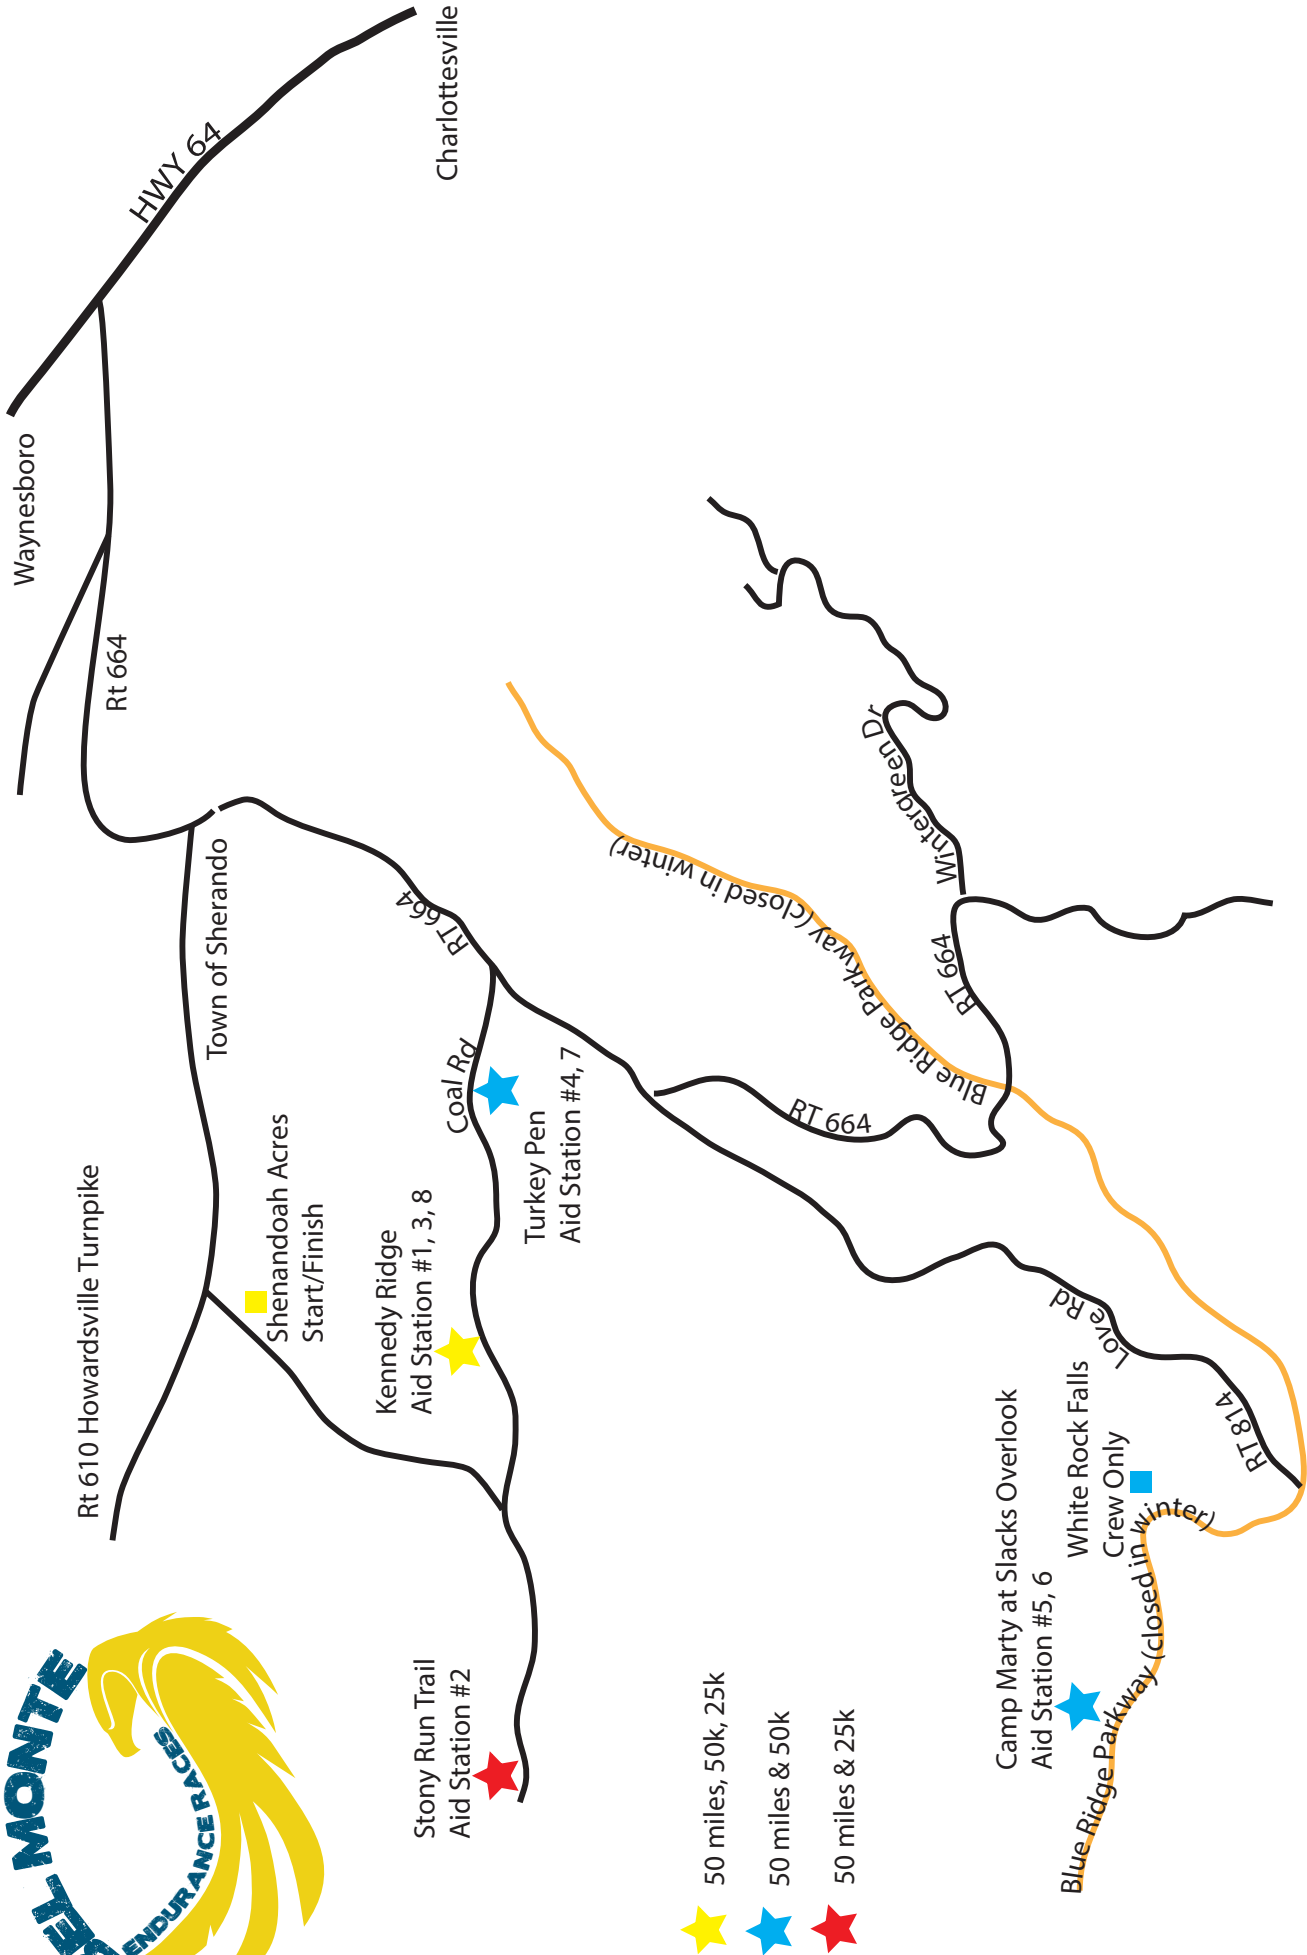 EL MONTE
ENDURANCE RACES
Rt 610 Howardsville Turnpike
Waynesboro
Rt 664
HWY 64
Charlottesville
Town of Sherando
Shenandoah Acres
Start/Finish
RT 664
Kennedy Ridge
Aid Station #1, 3, 8
Coal Rd
Turkey Pen
Aid Station #4, 7
Stony Run Trail
Aid Station #2
Blue Ridge Parkway (closed in winter)
RT 664
RT 664
Wintergreen Dr
Love Rd
RT 814
White Rock Falls
Crew Only
Camp Marty at Slacks Overlook
Aid Station #5, 6
Blue Ridge Parkway (closed in winter)
50 miles, 50k, 25k
50 miles & 50k
50 miles & 25k